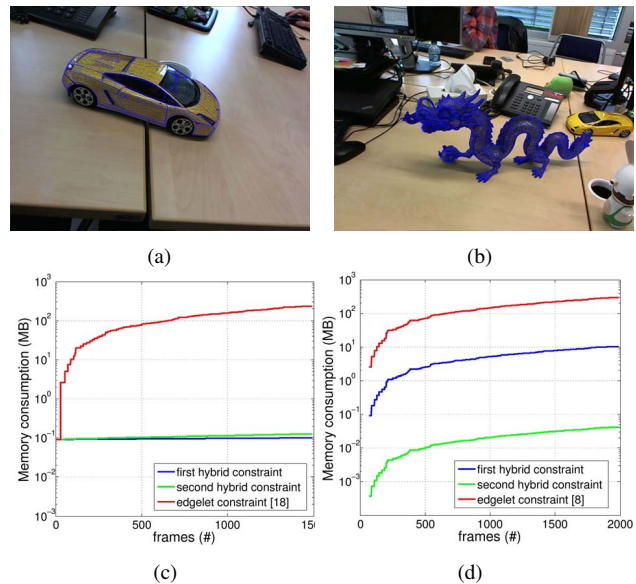 (a)
(b)
Memory consumption (MB)
10³
10²
10¹
10⁰
10⁻¹
10⁻²
10⁻³
0
500
1000
150
frames (#)
first hybrid constraint
second hybrid constraint
edgelet constraint [18]
(c)
Memory consumption (MB)
10³
10²
10¹
10⁰
10⁻¹
10⁻²
10⁻³
0
500
1000
1500
2000
frames (#)
first hybrid constraint
second hybrid constraint
edgelet constraint [8]
(d)